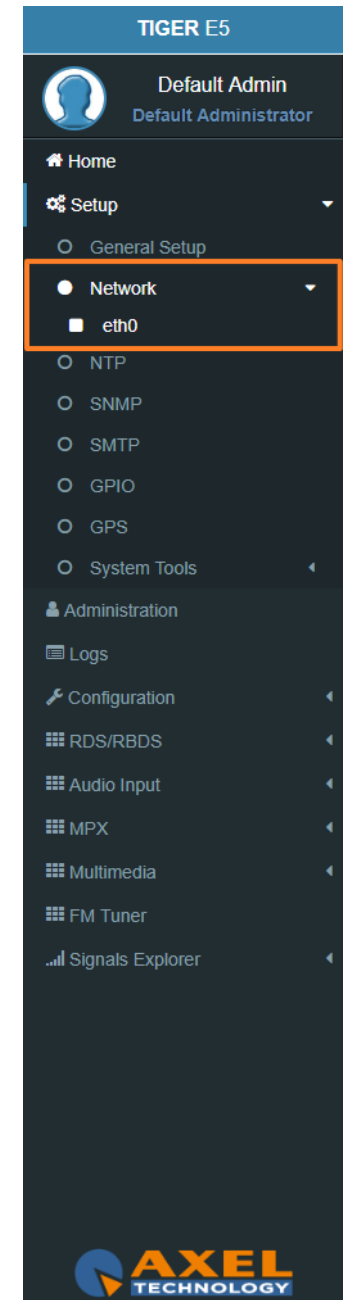 TIGER E5
Default Admin
Default Administrator
Home
Setup
General Setup
Network
eth0
NTP
SNMP
SMTP
GPIO
GPS
System Tools
Administration
Logs
Configuration
RDS/RBDS
Audio Input
MPX
Multimedia
FM Tuner
Signals Explorer
AXEL
TECHNOLOGY